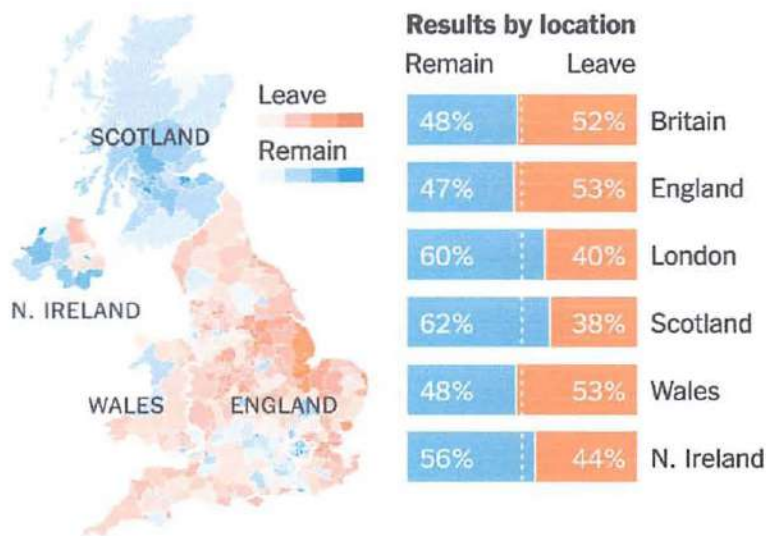 Results by location
Remain Leave
48% 52% Britain
47% 53% England
60% 40% London
62% 38% Scotland
48% 53% Wales
56% 44% N. Ireland
Leave
SCOTLAND
Remain
N. IRELAND
WALES ENGLAND